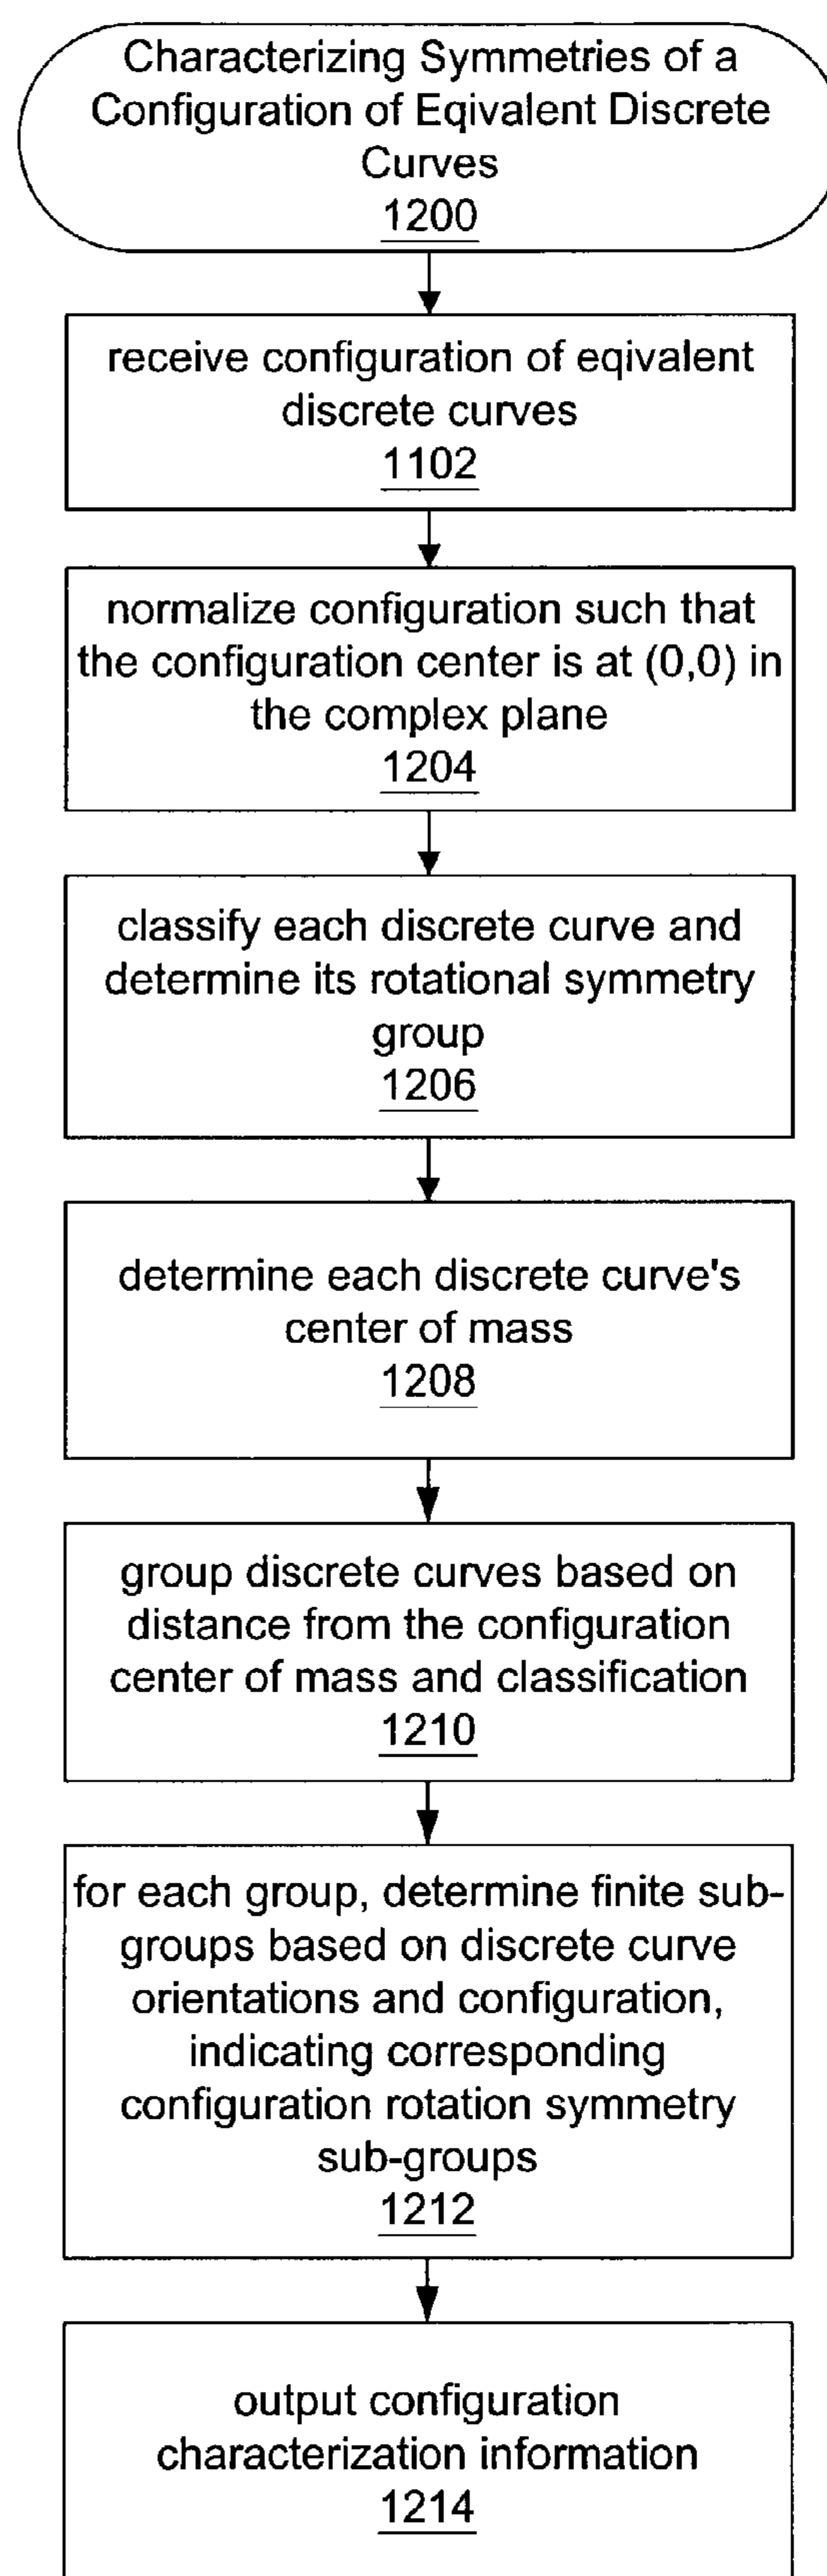 Characterizing Symmetries of a
Configuration of Eqivalent Discrete
Curves
1200
receive configuration of eqivalent
discrete curves
1102
normalize configuration such that
the configuration center is at (0,0) in
the complex plane
1204
classify each discrete curve and
determine its rotational symmetry
group
1206
determine each discrete curve's
center of mass
1208
group discrete curves based on
distance from the configuration
center of mass and classification
1210
for each group, determine finite sub-
groups based on discrete curve
orientations and configuration,
indicating corresponding
configuration rotation symmetry
sub-groups
1212
output configuration
characterization information
1214